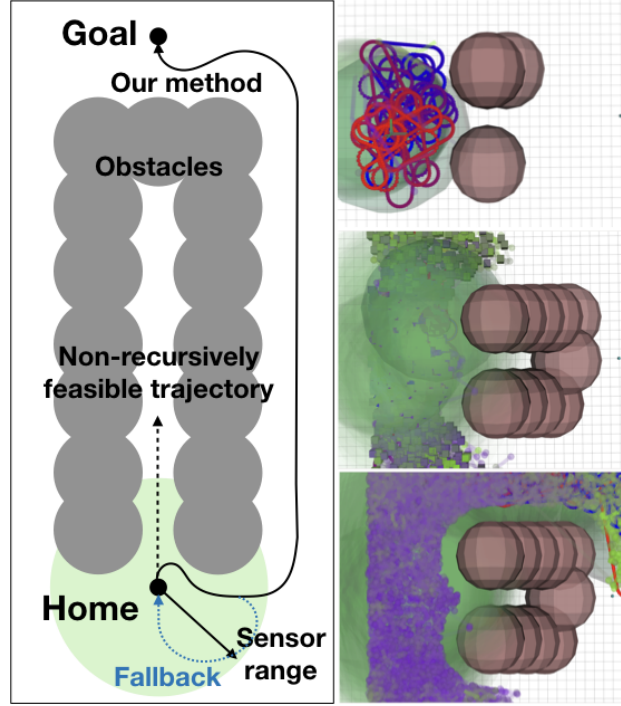 Goal
Our method
Obstacles
Non-recursively
feasible trajectory
Home
Sensor
range
Fallback